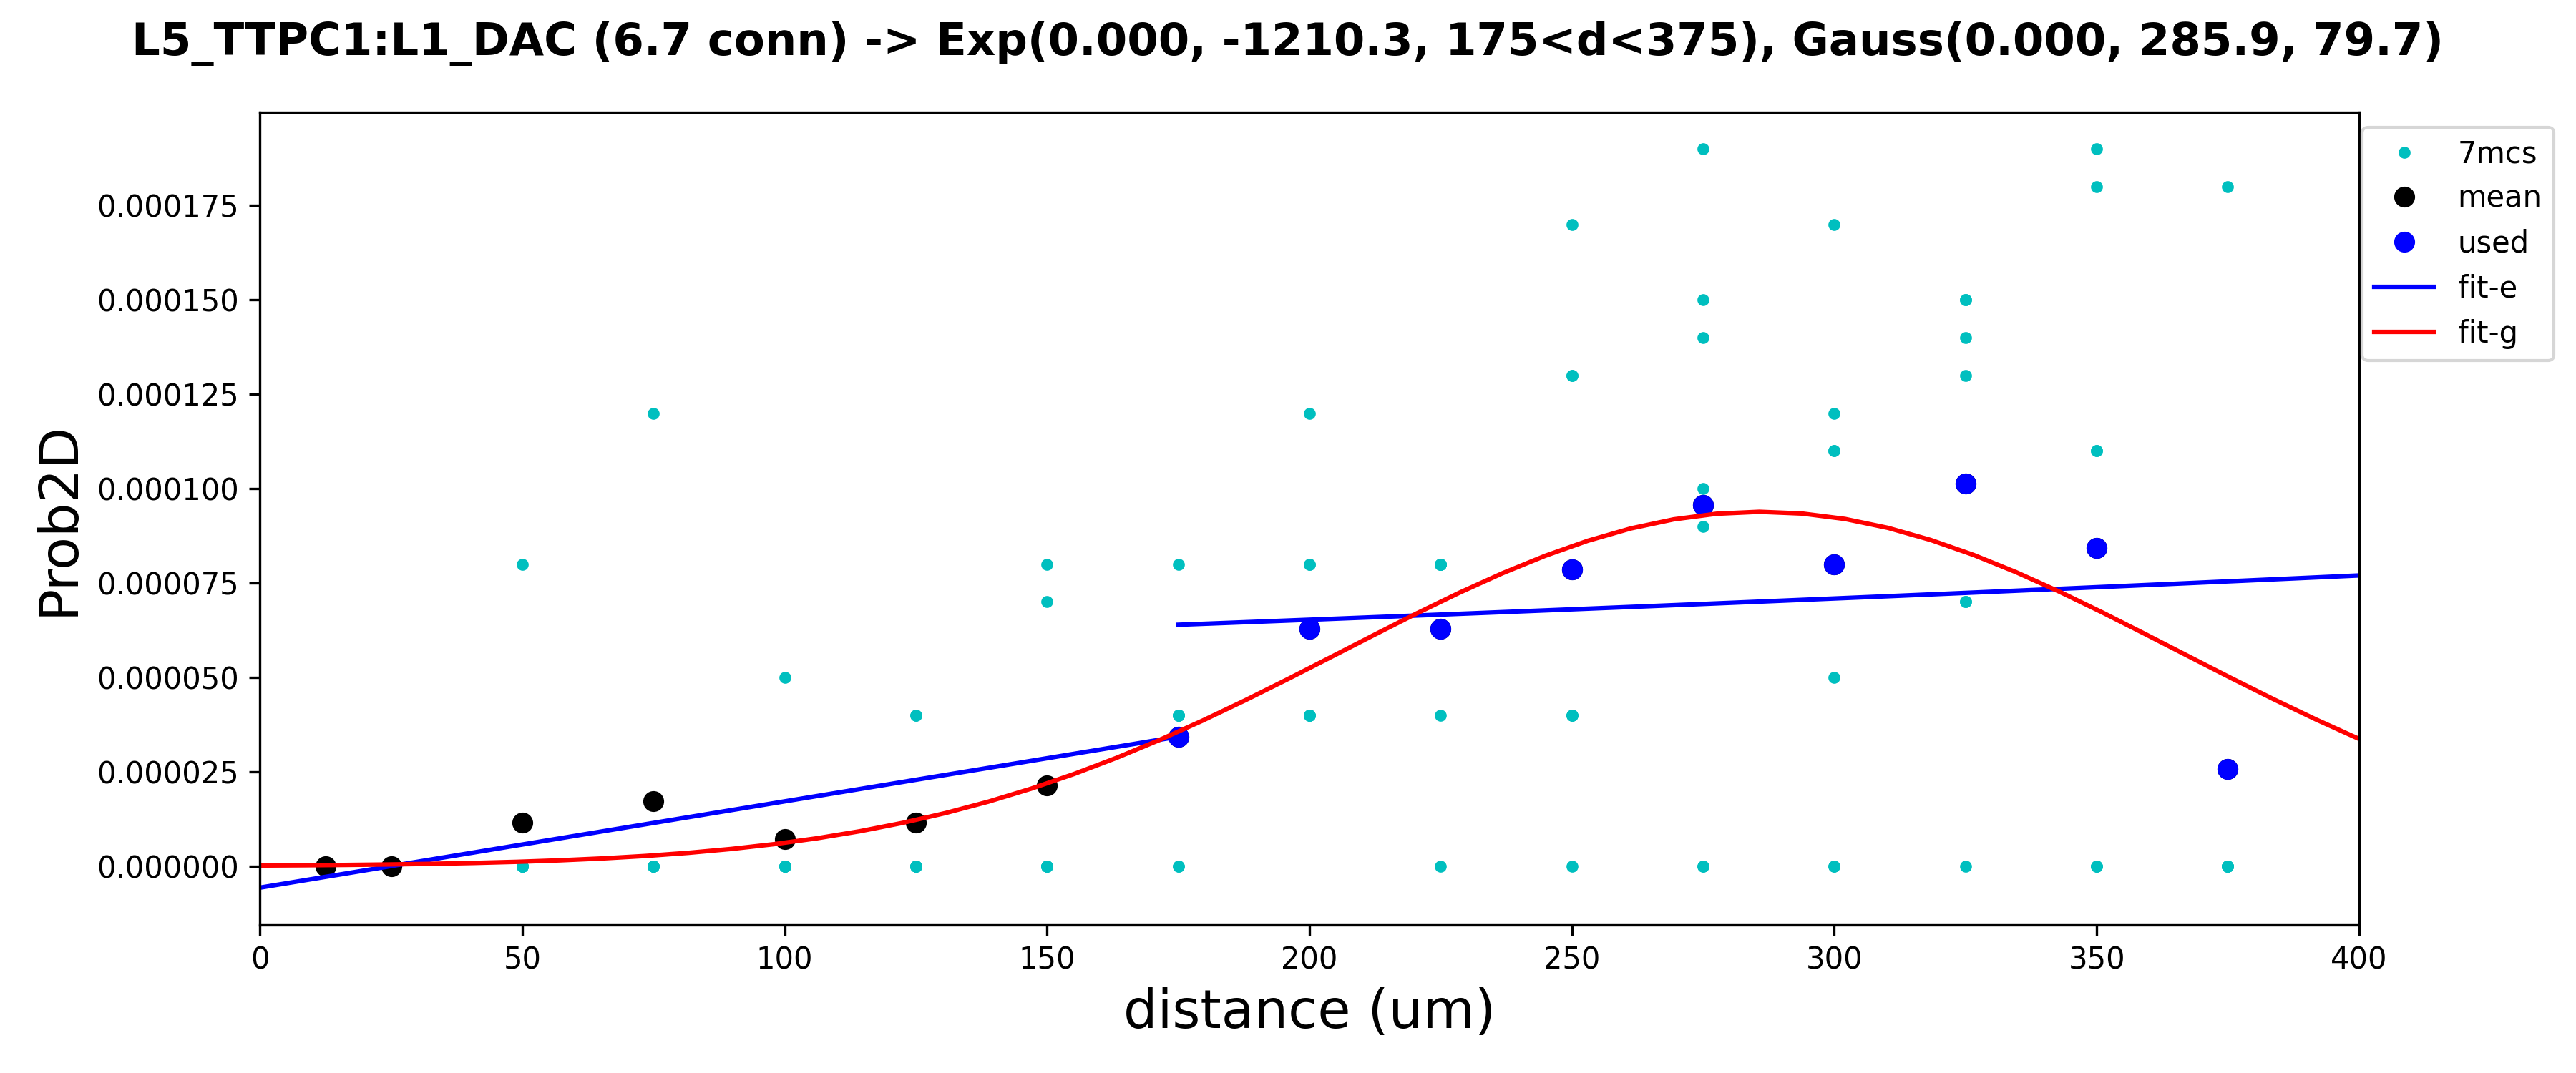 L5_TTPC1:L1_DAC (6.7 conn) -> Exp(0.000, -1210.3, 175<d<375), Gauss(0.000, 285.9, 79.7)
7mcs
mean
used
fit-e
fit-g
Prob2D
0.000175
0.000150
0.000125
0.000100
0.000075
0.000050
0.000025
0.000000
0 50 100 150 200 250 300 350 400
distance (um)